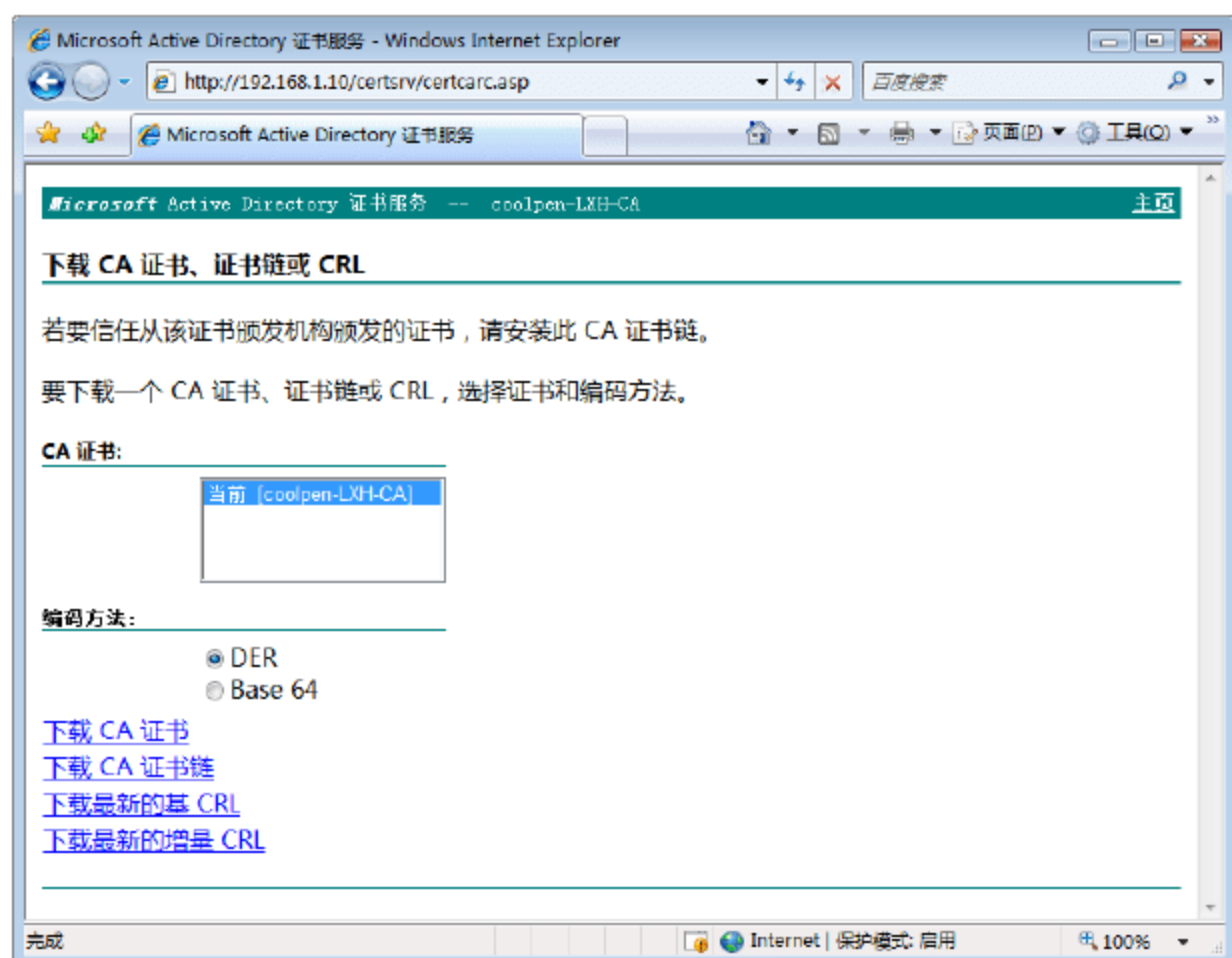 Microsoft Active Directory 证书服务 - Windows Internet Explorer
http://192.168.1.10/certsrv/certcarc.asp
百度搜索
Microsoft Active Directory 证书服务
页面(P)
工具(O)
Microsoft Active Directory 证书服务 -- coolpen-LXH-CA
主页
下载 CA 证书、证书链或 CRL
若要信任从该证书颁发机构颁发的证书，请安装此 CA 证书链。
要下载一个 CA 证书、证书链或 CRL，选择证书和编码方法。
CA 证书:
当前 [coolpen-LXH-CA]
编码方法:
DER
Base 64
下载 CA 证书
下载 CA 证书链
下载最新的基 CRL
下载最新的增量 CRL
完成
Internet | 保护模式: 启用
100%